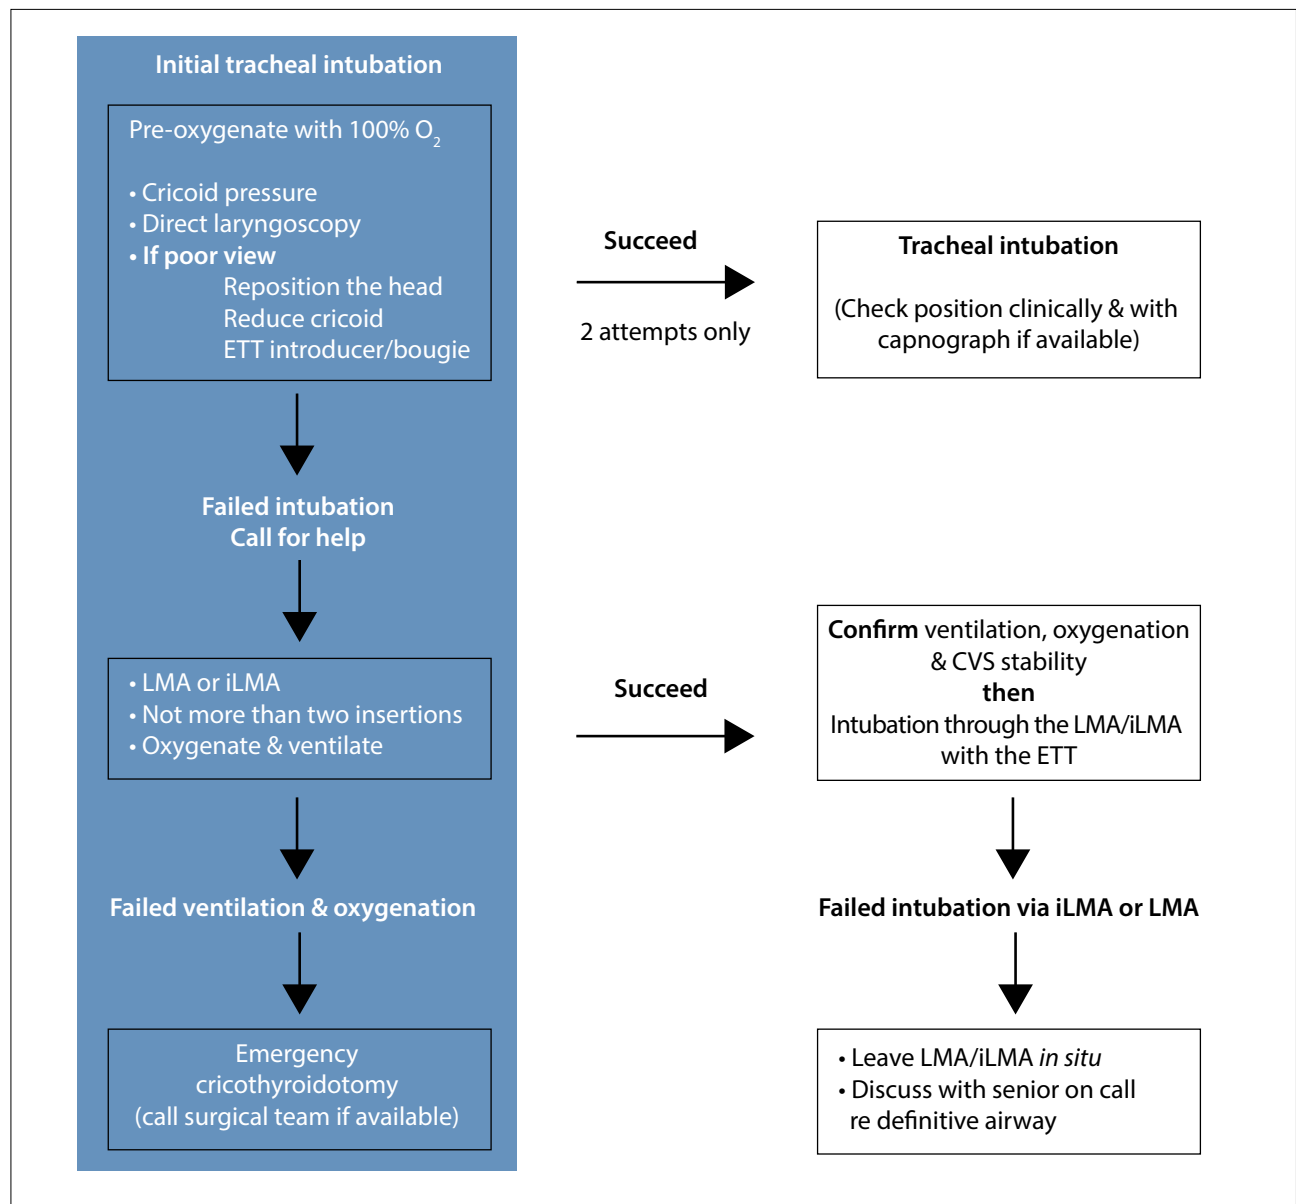 Initial tracheal intubation
Pre-oxygenate with 100% O₂
• Cricoid pressure
• Direct laryngoscopy
• If poor view
Reposition the head
Reduce cricoid
ETT introducer/bougie
Succeed
2 attempts only
Tracheal intubation
(Check position clinically & with
capnograph if available)
Failed intubation
Call for help
• LMA or iLMA
• Not more than two insertions
• Oxygenate & ventilate
Succeed
Confirm ventilation, oxygenation
& CVS stability
then
Intubation through the LMA/iLMA
with the ETT
Failed ventilation & oxygenation
Failed intubation via iLMA or LMA
Emergency
cricothyroidotomy
(call surgical team if available)
• Leave LMA/iLMA in situ
• Discuss with senior on call
re definitive airway